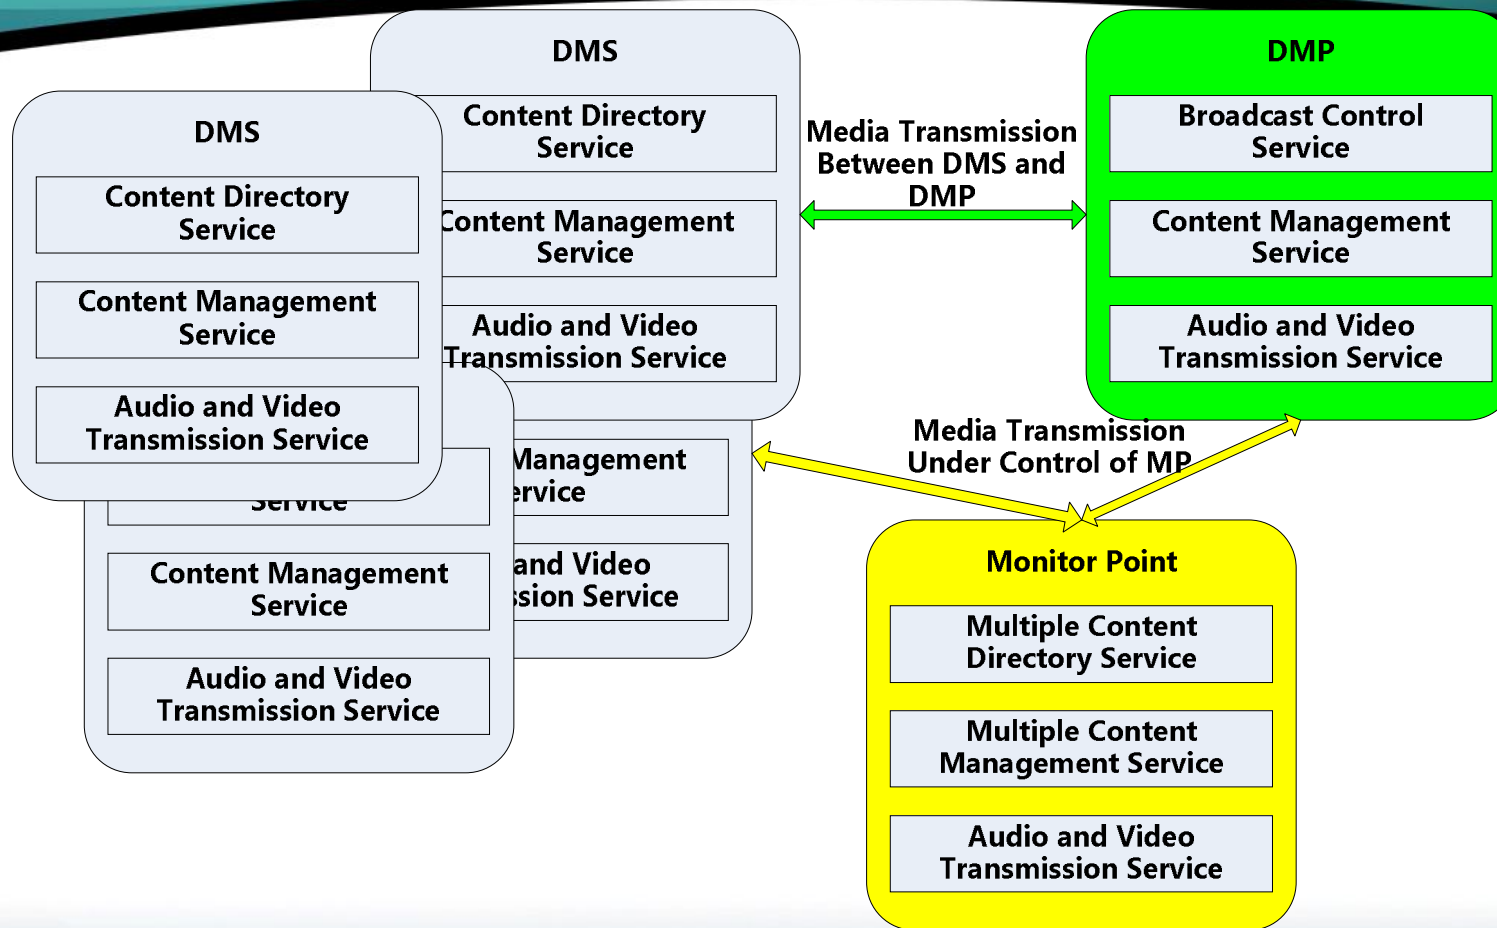 DMS
Content Directory
Service
Content Management
Service
Audio and Video
Transmission Service
DMS
Content Directory
Service
Content Management
Service
Audio and Video
Transmission Service
Service
Content Management
Service
Audio and Video
Transmission Service
Management
and Video
Service
Media Transmission
Between DMS and
DMP
DMP
Broadcast Control
Service
Content Management
Service
Audio and Video
Transmission Service
Media Transmission
Under Control of MP
Monitor Point
Multiple Content
Directory Service
Multiple Content
Management Service
Audio and Video
Transmission Service